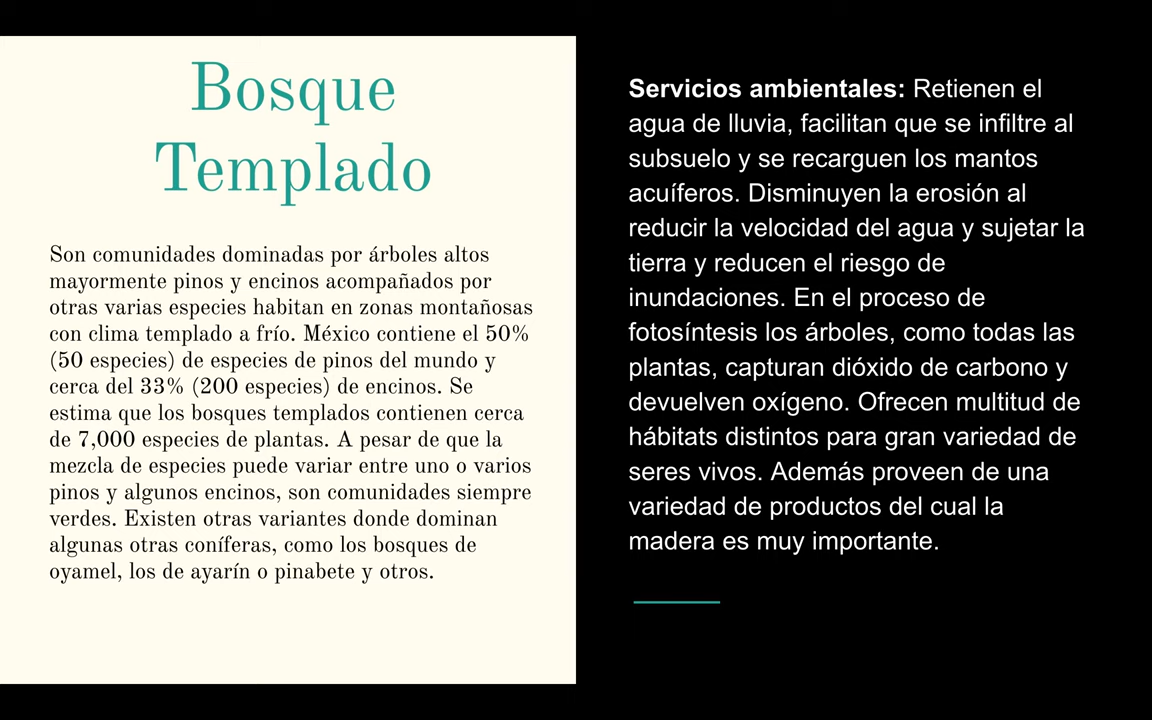 Bosque
Templado
Son comunidades dominadas por árboles altos
mayormente pinos y encinos acompañados por
otras varias especies habitan en zonas montañosas
con clima templado a frío. México contiene el 50%
(50 especies) de especies de pinos del mundo y
cerca del 33% (200 especies) de encinos. Se
estima que los bosques templados contienen cerca
de 7,000 especies de plantas. A pesar de que la
mezcla de especies puede variar entre uno o varios
pinos y algunos encinos, son comunidades siempre
verdes. Existen otras variantes donde dominan
algunas otras coníferas, como los bosques de
oyamel, los de ayarín o pinabete y otros.
Servicios ambientales: Retienen el
agua de lluvia, facilitan que se infiltre al
subsuelo y se recarguen los mantos
acuíferos. Disminuyen la erosión al
reducir la velocidad del agua y sujetar la
tierra y reducen el riesgo de
inundaciones. En el proceso de
fotosíntesis los árboles, como todas las
plantas, capturan dióxido de carbono y
devuelven oxígeno. Ofrecen multitud de
hábitats distintos para gran variedad de
seres vivos. Además proveen de una
variedad de productos del cual la
madera es muy importante.